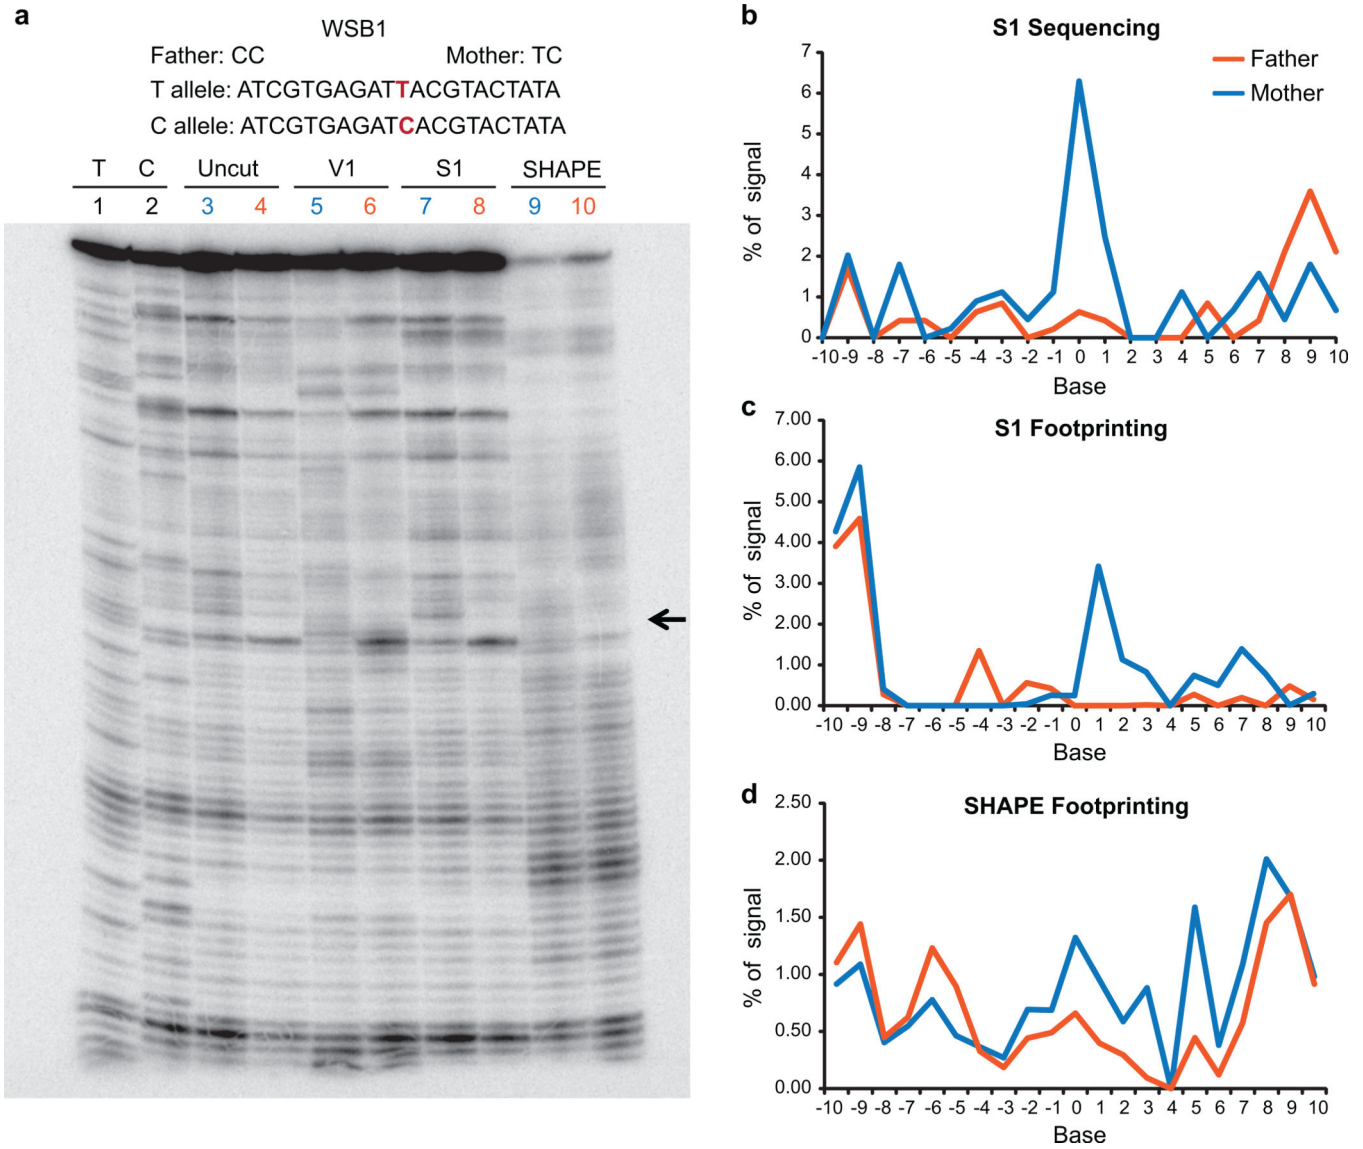 a
WSB1
Father: CC Mother: TC
T allele: ATCGTGAGATTACGTACTATA
C allele: ATCGTGAGATCACGTACTATA
T C Uncut V1 S1 SHAPE
1 2 3 4 5 6 7 8 9 10
b
S1 Sequencing
Father
Mother
7
6
5
4
3
2
1
0
% of signal
-10 -9 -8 -7 -6 -5 -4 -3 -2 -1 0 1 2 3 4 5 6 7 8 9 10
Base
c
S1 Footprinting
7.00
6.00
5.00
4.00
3.00
2.00
1.00
0.00
% of signal
-10 -9 -8 -7 -6 -5 -4 -3 -2 -1 0 1 2 3 4 5 6 7 8 9 10
Base
d
SHAPE Footprinting
2.50
2.00
1.50
1.00
0.50
0.00
% of signal
-10 -9 -8 -7 -6 -5 -4 -3 -2 -1 0 1 2 3 4 5 6 7 8 9 10
Base